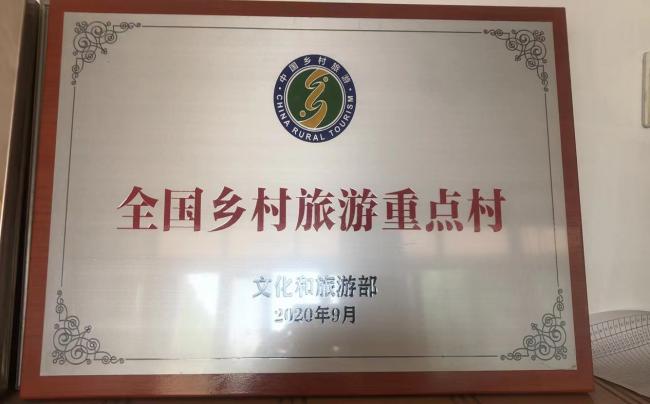 中国乡村旅游
CHINA RURAL TOURISM
全国乡村旅游重点村
文化和旅游部
2020年9月